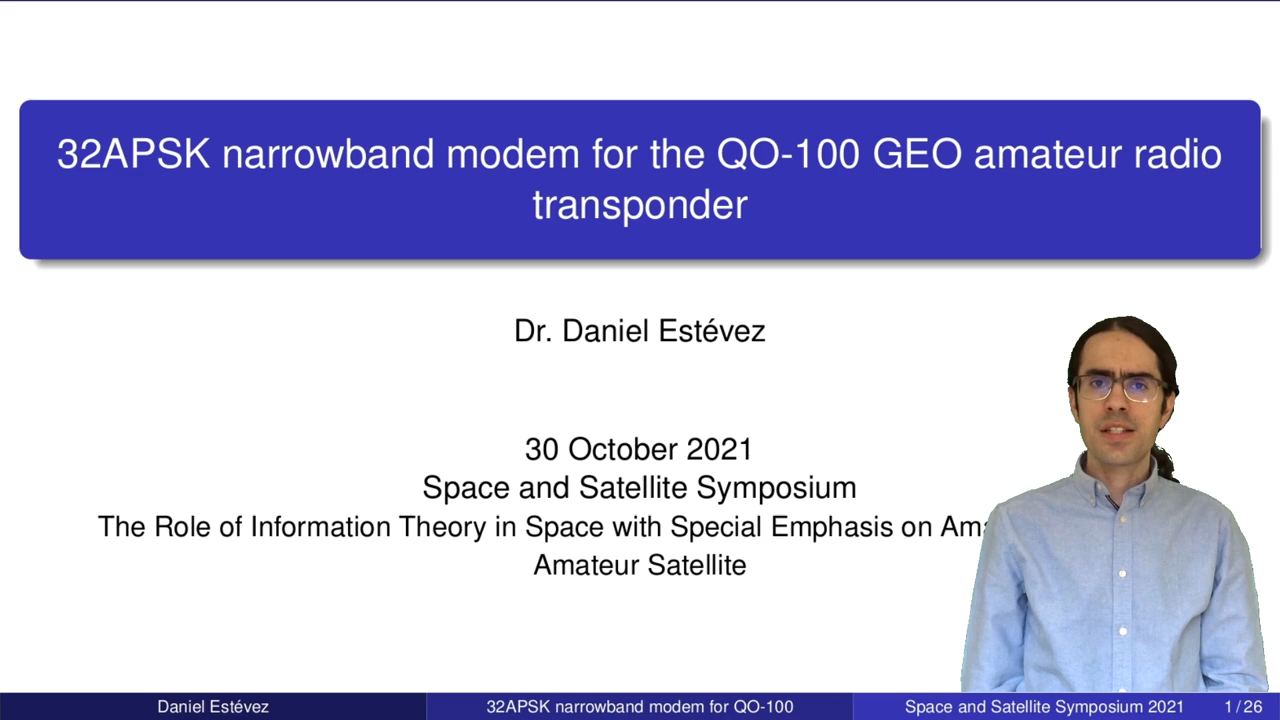 32APSK narrowband modem for the QO-100 GEO amateur radio
transponder
Dr. Daniel Estévez
30 October 2021
Space and Satellite Symposium
The Role of Information Theory in Space with Special Emphasis on
Amateur Satellite
Daniel Estévez
32APSK narrowband modem for QO-100
Space and Satellite Symposium 2021
1 / 26